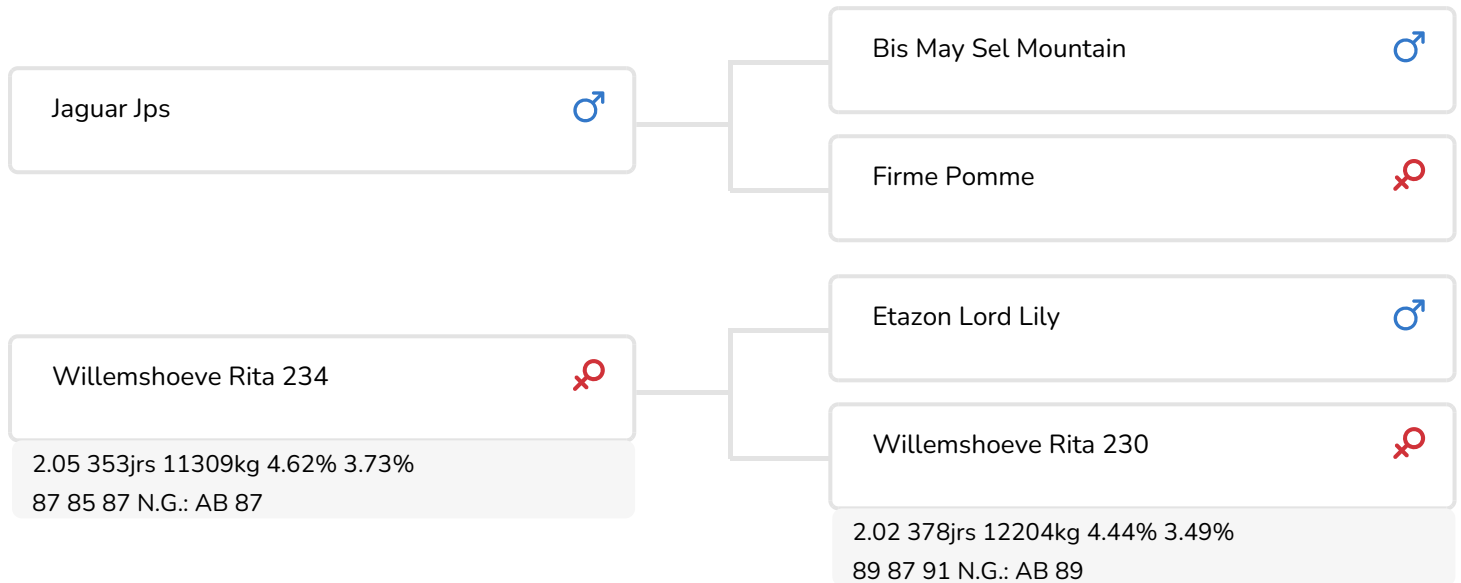 Bis May Sel Mountain
Jaguar Jps
Firme Pomme
Etazon Lord Lily
Willemshoeve Rita 234
2.05 353jrs 11309kg 4.62% 3.73%
87 85 87 N.G.: AB 87
Willemshoeve Rita 230
2.02 378jrs 12204kg 4.44% 3.49%
89 87 91 N.G.: AB 89